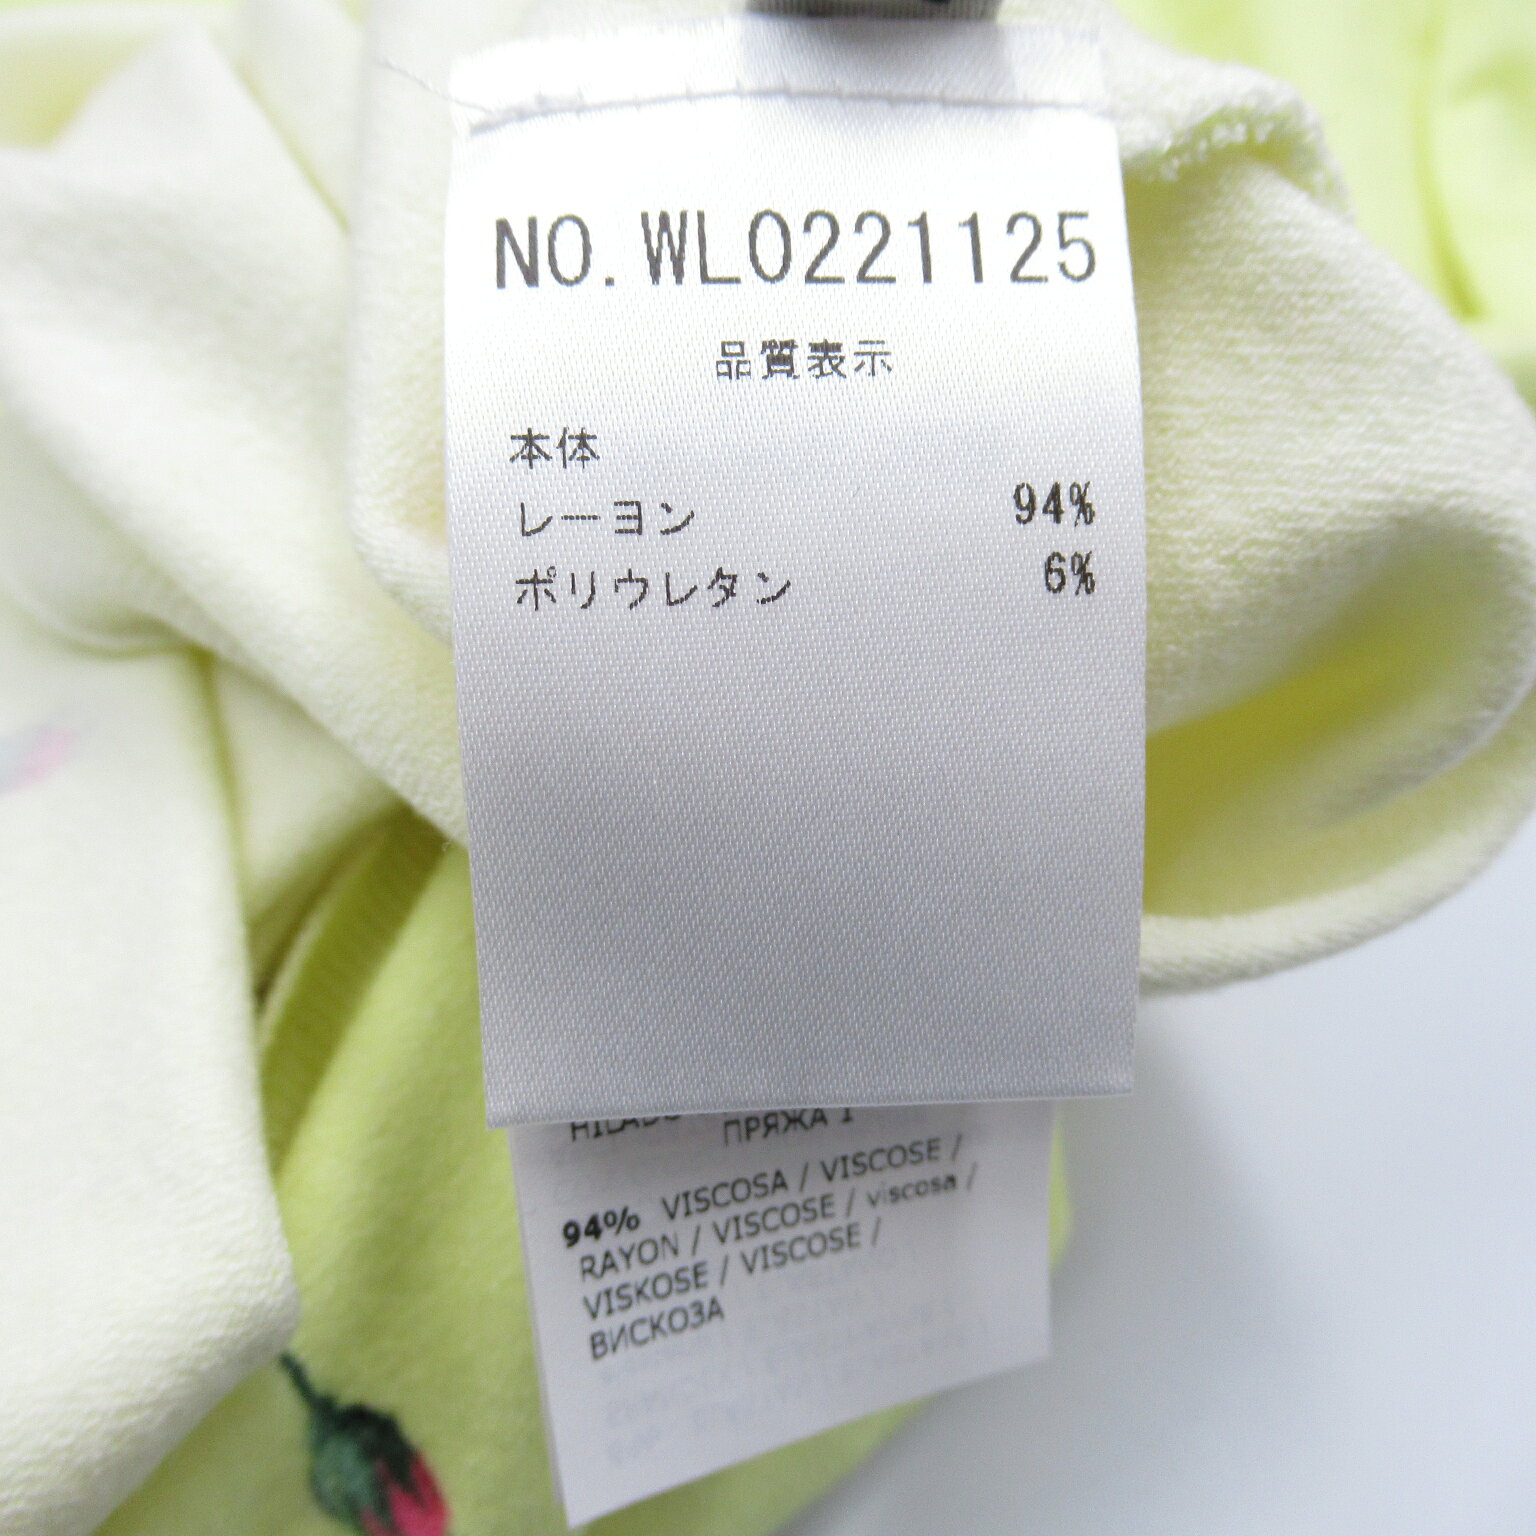 NO.WL0221125
品質表示
本体
レーヨン 94%
ポリウレタン 6%
ПРЯЖА 1
94% VISCOSA / VISCOSE /
RAYON / VISCOSE / viscosa /
VISKOSE / VISCOSE /
ВИСКОЗА